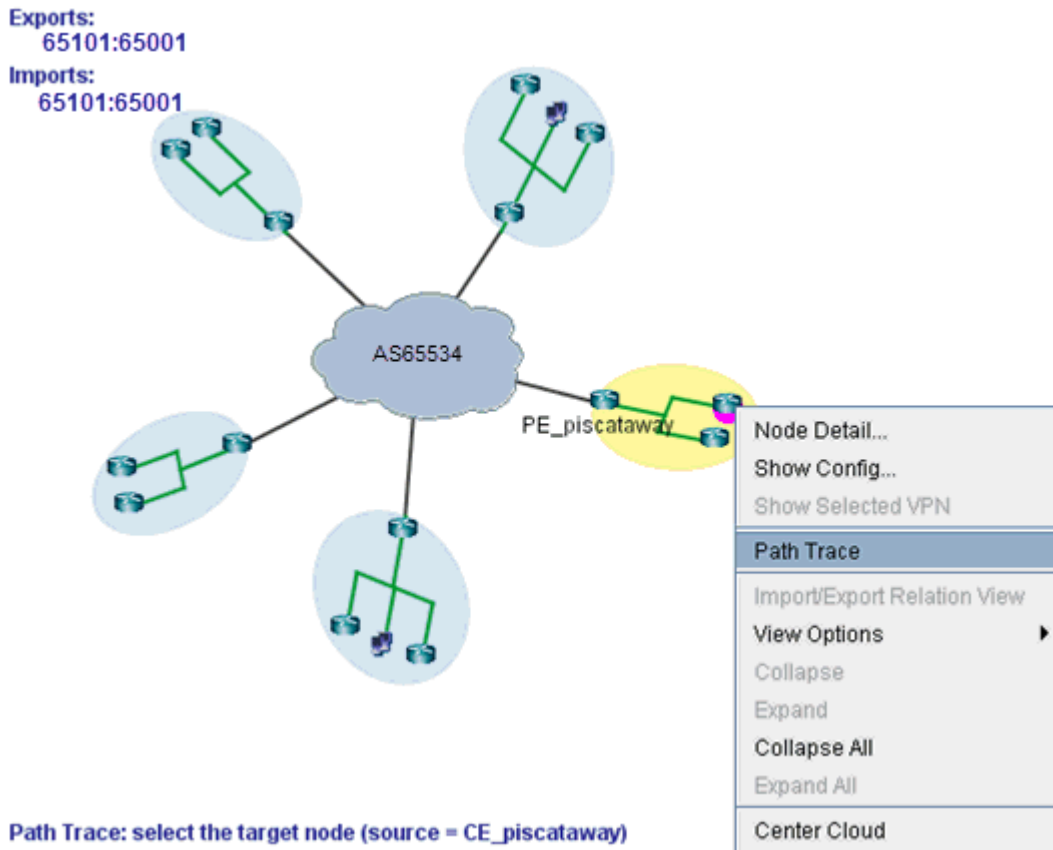 Exports:
65101:65001
Imports:
65101:65001
AS65534
PE_piscataway
Node Detail...
Show Config...
Show Selected VPN
Path Trace
Import/Export Relation View
View Options
Collapse
Expand
Collapse All
Expand All
Center Cloud
Path Trace: select the target node (source = CE_piscataway)